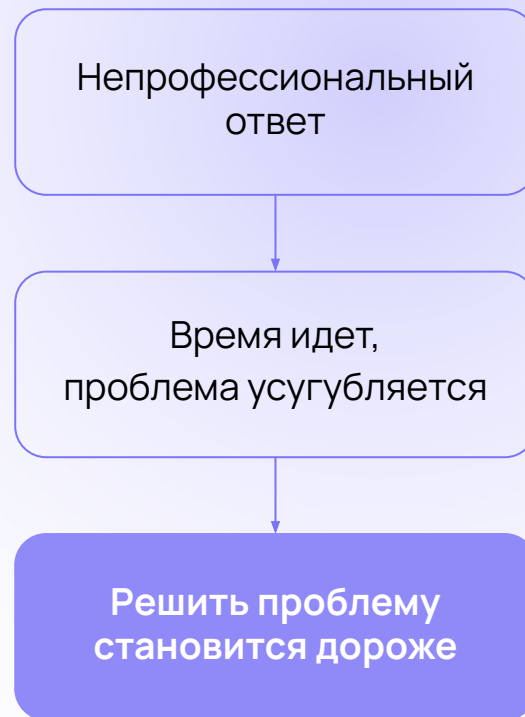 Непрофессиональный
ответ
Время идет,
проблема усугубляется
Решить проблему
становится дороже